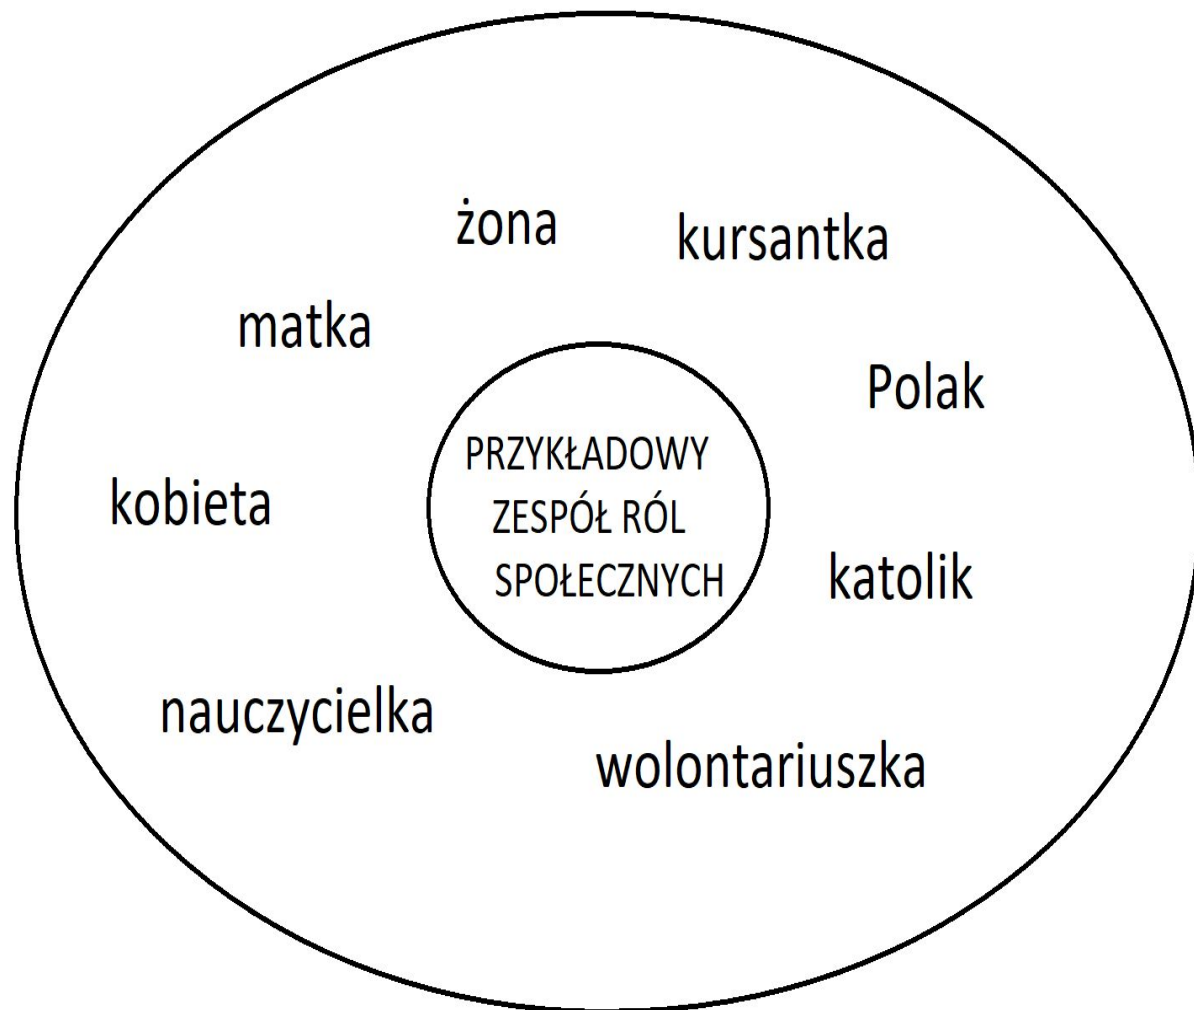 żona
kursantka
matka
Polak
PRZYKŁADOWY
ZESPÓŁ RÓL
SPOŁECZNYCH
kobieta
katolik
nauczycielka
wolontariuszka